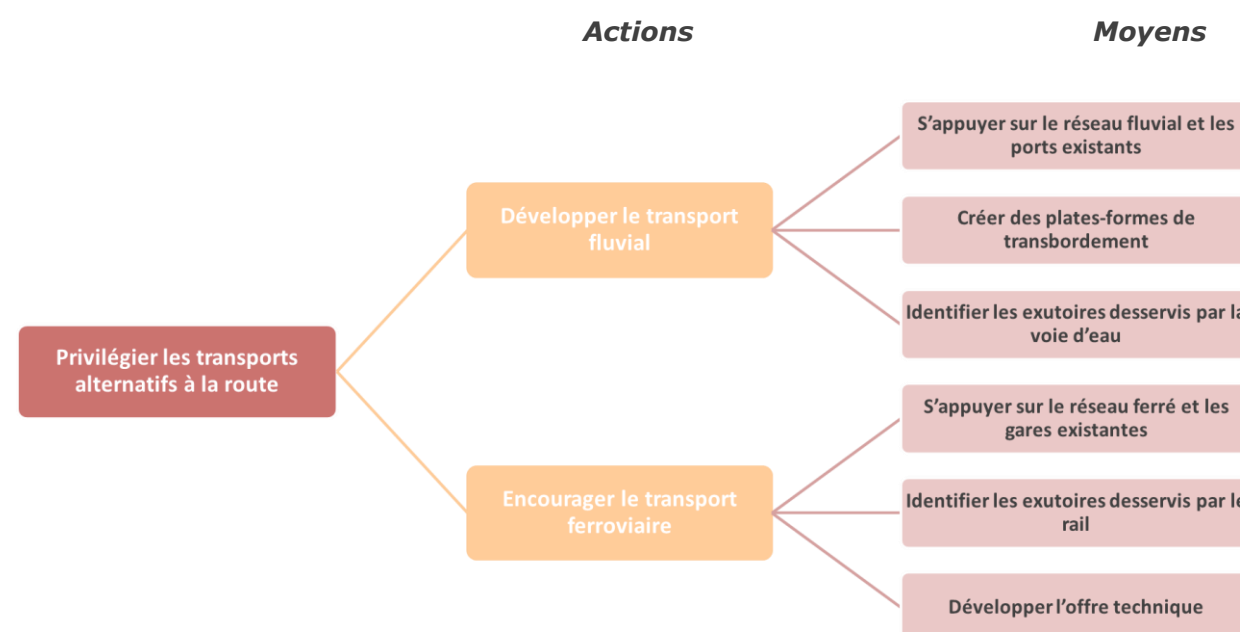 Actions
Moyens
Privilégier les transports
alternatifs à la route
Développer le transport
fluvial
S'appuyer sur le réseau fluvial et les
ports existants
Créer des plates-formes de
transbordement
Identifier les exutoires desservis par la
voie d'eau
Encourager le transport
ferroviaire
S'appuyer sur le réseau ferré et les
gares existantes
Identifier les exutoires desservis par le
rail
Développer l'offre technique